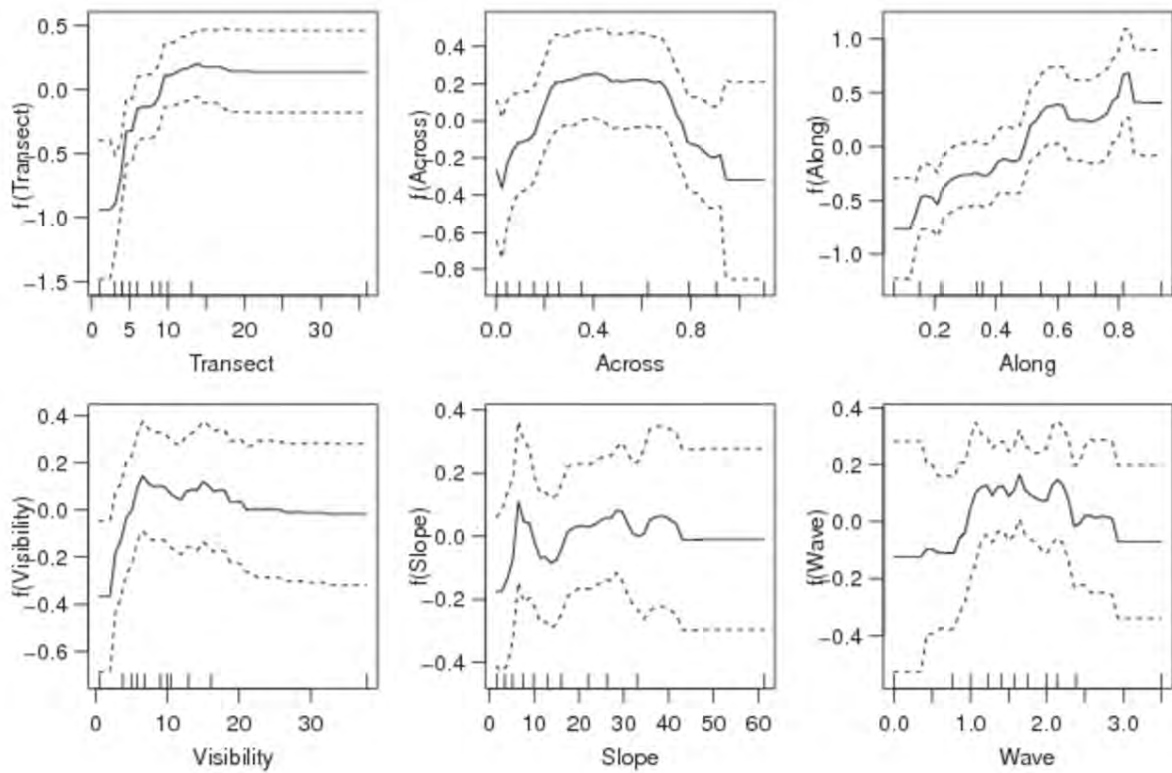 f(Transect)
0.5
0.0
−0.5
−1.0
−1.5
0 5 10 20 30
Transect
f(Across)
0.4
0.2
0.0
−0.2
−0.4
−0.6
−0.8
0.0 0.4 0.8
Across
f(Along)
1.0
0.5
0.0
−0.5
−1.0
0.2 0.4 0.6 0.8
Along
f(Visibility)
0.4
0.2
0.0
−0.2
−0.4
−0.6
0 10 20 30
Visibility
f(Slope)
0.4
0.2
0.0
−0.2
−0.4
0 10 20 30 40 50 60
Slope
f(Wave)
0.4
0.2
0.0
−0.2
−0.4
0.0 1.0 2.0 3.0
Wave